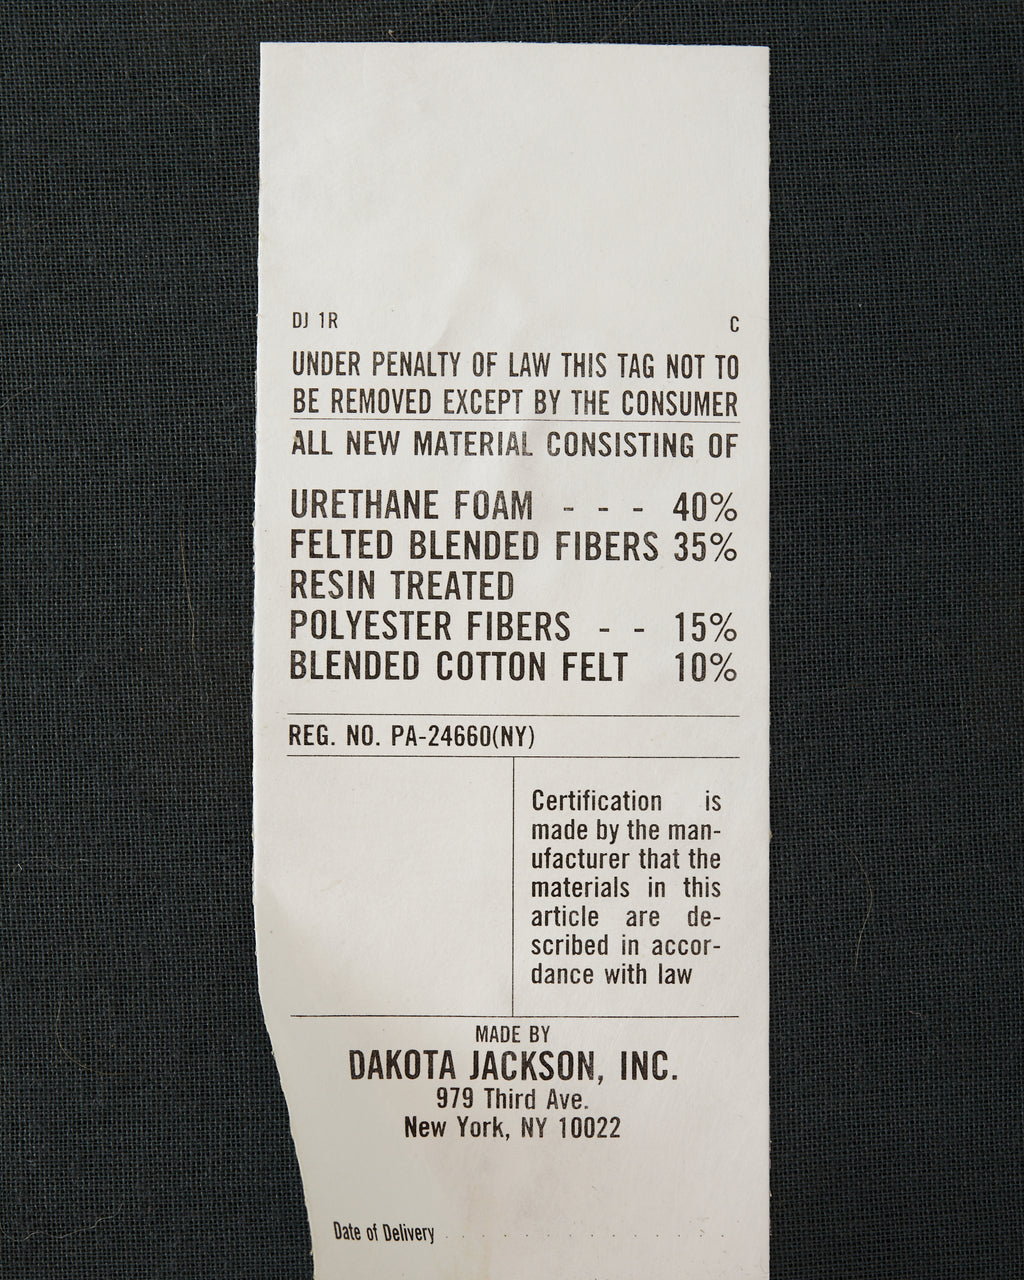 DJ 1R C
UNDER PENALTY OF LAW THIS TAG NOT TO
BE REMOVED EXCEPT BY THE CONSUMER
ALL NEW MATERIAL CONSISTING OF
URETHANE FOAM - - - 40%
FELTED BLENDED FIBERS 35%
RESIN TREATED
POLYESTER FIBERS - - 15%
BLENDED COTTON FELT 10%
REG. NO. PA-24660(NY)
Certification is
made by the man-
ufacturer that the
materials in this
article are de-
scribed in accor-
dance with law
MADE BY
DAKOTA JACKSON, INC.
979 Third Ave.
New York, NY 10022
Date of Delivery . . . . . . . . . . .